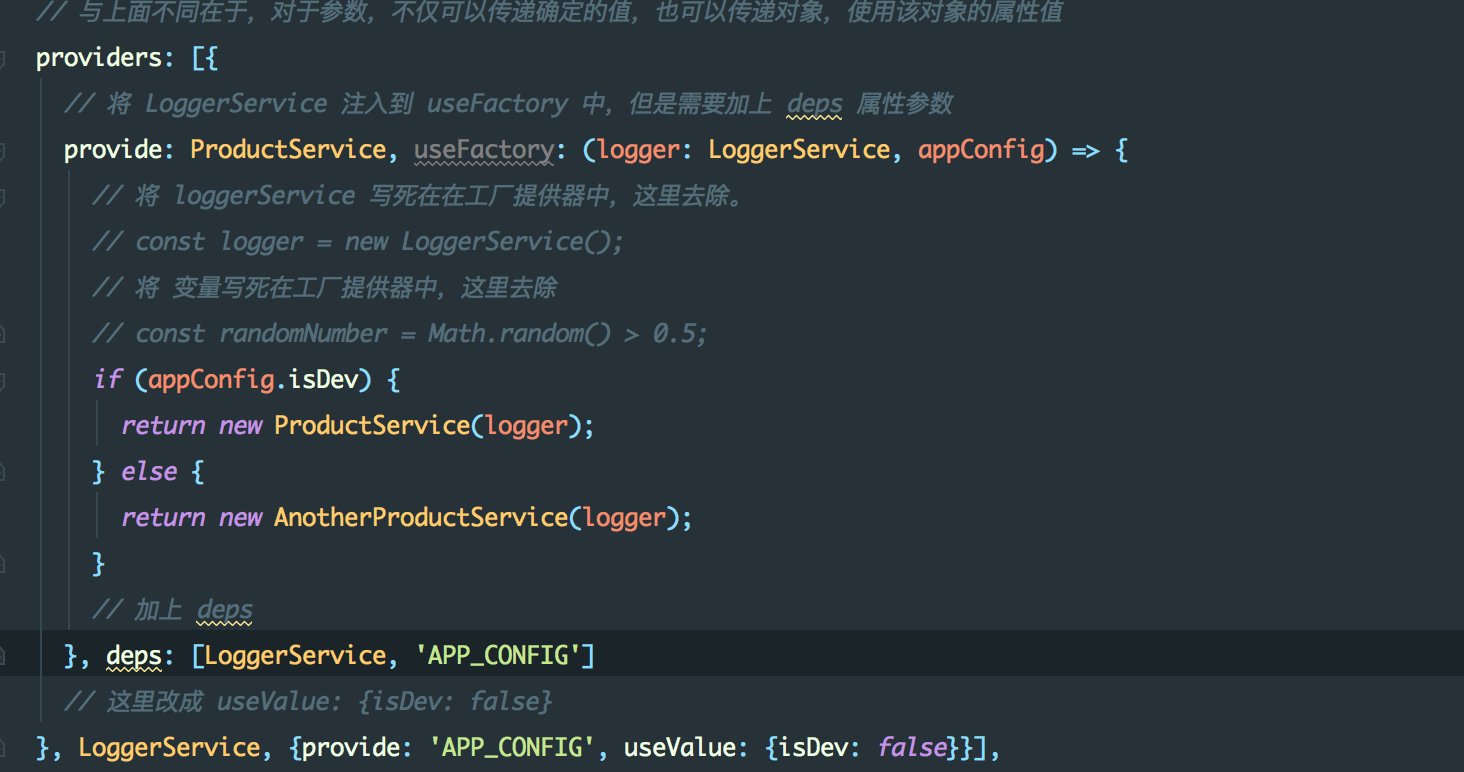 // 与上面不同在于，对于参数，不仅可以传递确定的值，也可以传递对象，使用该对象的属性值
providers: [{
// 将 LoggerService 注入到 useFactory 中，但是需要加上 deps 属性参数
provide: ProductService, useFactory: (logger: LoggerService, appConfig) => {
// 将 loggerService 写死在在工厂提供器中，这里去除。
// const logger = new LoggerService();
// 将 变量写死在工厂提供器中，这里去除
// const randomNumber = Math.random() > 0.5;
if (appConfig.isDev) {
return new ProductService(logger);
} else {
return new AnotherProductService(logger);
}
// 加上 deps
}, deps: [LoggerService, 'APP_CONFIG']
// 这里改成 useValue: {isDev: false}
}, LoggerService, {provide: 'APP_CONFIG', useValue: {isDev: false}}],